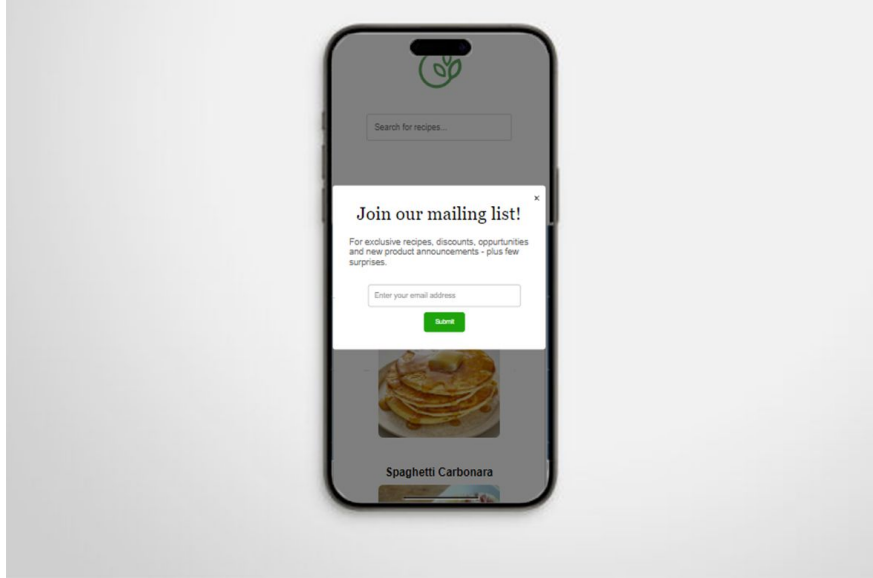 Search for recipes...
x
Join our mailing list!
For exclusive recipes, discounts, oppurtunities
and new product announcements - plus few
surprises.
Enter your email address
Submit
Spaghetti Carbonara